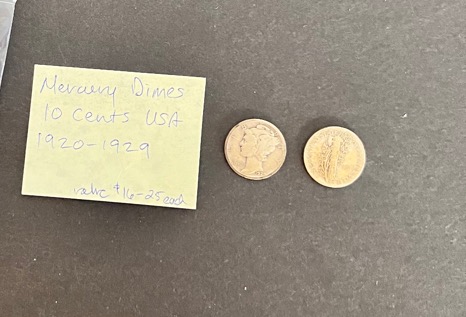 Mercury Dimes
10 Cents USA
1920-1929
value $16-25 each